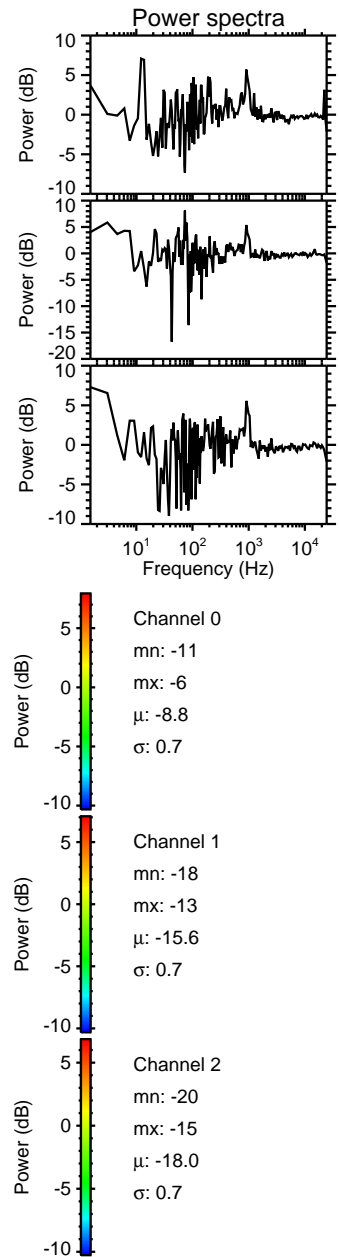 Power spectra
10
5
0
-5
-10
Power (dB)
10
5
0
-5
-10
-15
-20
Power (dB)
10
5
0
-5
-10
Power (dB)
10^1 10^2 10^3 10^4
Frequency (Hz)
5
0
-5
-10
Power (dB)
Channel 0
mn: -11
mx: -6
μ: -8.8
σ: 0.7
5
0
-5
-10
Power (dB)
Channel 1
mn: -18
mx: -13
μ: -15.6
σ: 0.7
5
0
-5
-10
Power (dB)
Channel 2
mn: -20
mx: -15
μ: -18.0
σ: 0.7